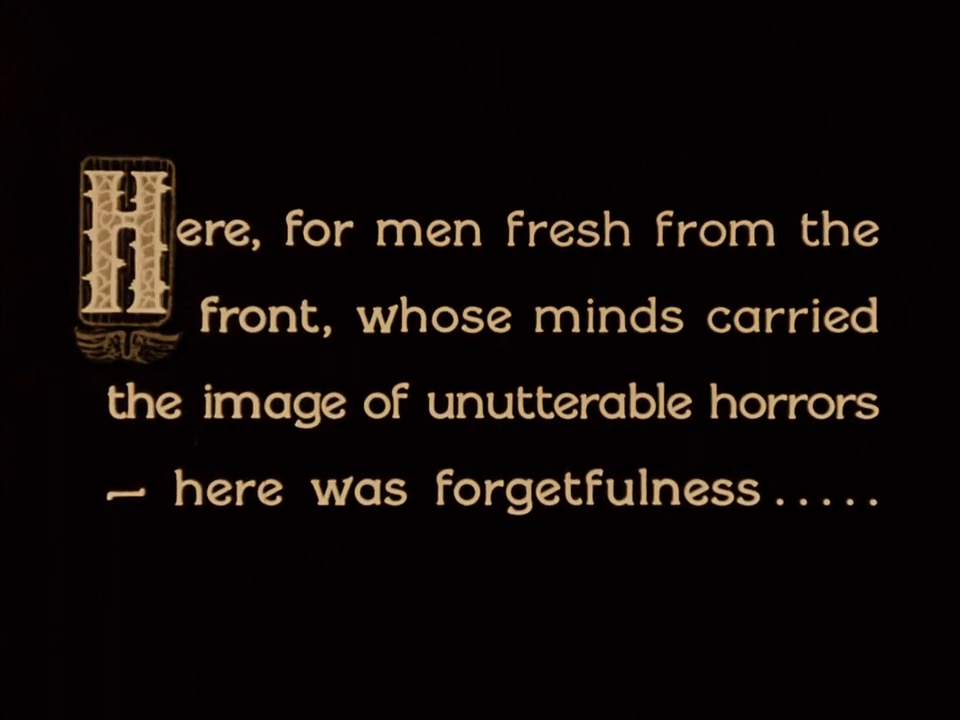 Here, for men fresh from the
front, whose minds carried
the image of unutterable horrors
— here was forgetfulness.....